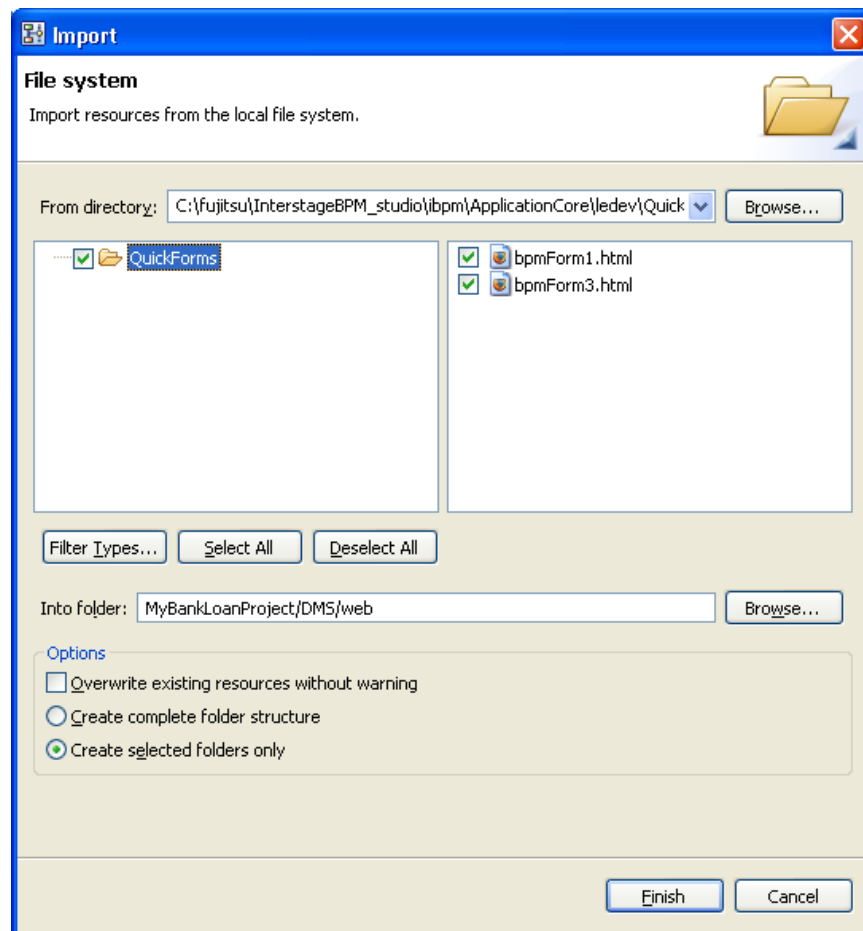 Import
File system
Import resources from the local file system.
From directory: C:\fujitsu\InterstageBPM_studio\ibpm\ApplicationCore\ledev\Quick Browse...
QuickForms
bpmForm1.html
bpmForm3.html
Filter Types... Select All Deselect All
Into folder: MyBankLoanProject/DMS/web Browse...
Options
Overwrite existing resources without warning
Create complete folder structure
Create selected folders only
Finish Cancel